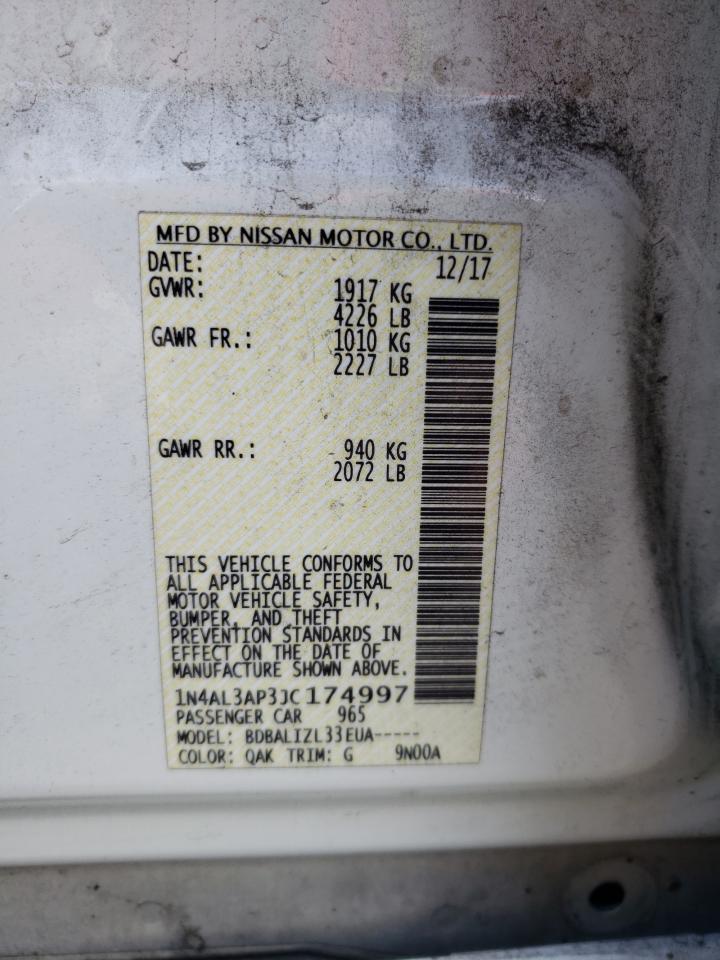 MFD BY NISSAN MOTOR CO., LTD.
DATE: 12/17
GVWR: 1917 KG
4226 LB
GAWR FR.: 1010 KG
2227 LB
GAWR RR.: 940 KG
2072 LB
THIS VEHICLE CONFORMS TO
ALL APPLICABLE FEDERAL
MOTOR VEHICLE SAFETY,
BUMPER, AND THEFT
PREVENTION STANDARDS IN
EFFECT ON THE DATE OF
MANUFACTURE SHOWN ABOVE.
1N4AL3AP3JC174997
PASSENGER CAR 965
MODEL: BDBALIZL33EUA-----
COLOR: QAK TRIM: G 9N00A